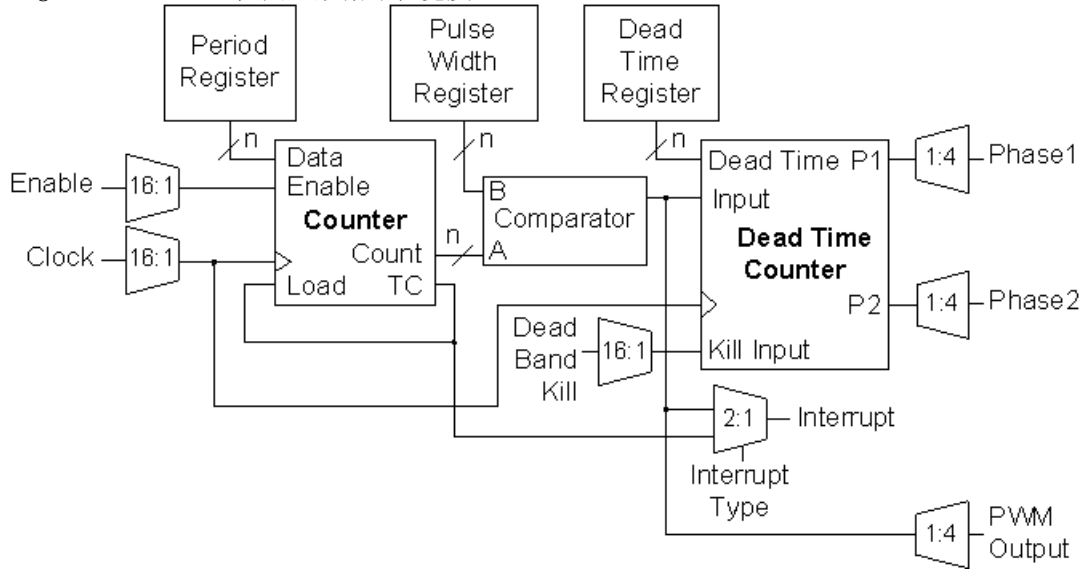 Period
Register
Pulse
Width
Register
Dead
Time
Register
n
n
n
Enable
16:1
Clock
16:1
Data
Enable
Counter
Count
Load
TC
n
B
Comparator
A
Dead Time
P1
Input
Dead Time
Counter
P2
Kill Input
1:4
Phase1
1:4
Phase2
Dead
Band
Kill
16:1
2:1
Interrupt
Interrupt
Type
1:4
PWM
Output